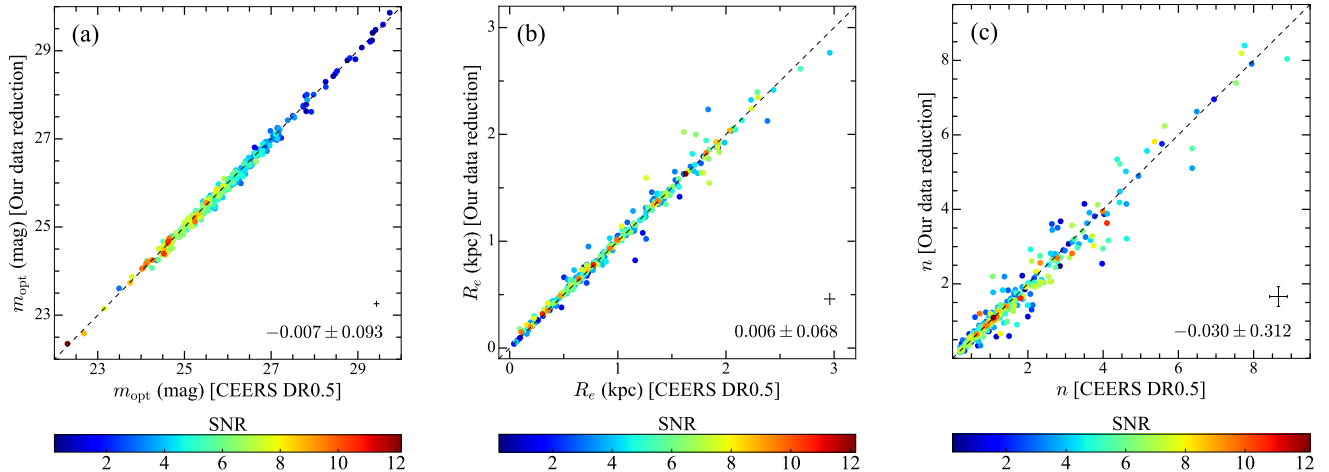 (a)
29
27
25
23
m_opt (mag) [Our data reduction]
−0.007 ± 0.093
23 25 27 29
m_opt (mag) [CEERS DR0.5]
SNR
2 4 6 8 10 12
(b)
3
2
1
0
R_e (kpc) [Our data reduction]
0.006 ± 0.068
0 1 2 3
R_e (kpc) [CEERS DR0.5]
SNR
2 4 6 8 10 12
(c)
8
6
4
2
n [Our data reduction]
−0.030 ± 0.312
2 4 6 8
n [CEERS DR0.5]
SNR
2 4 6 8 10 12